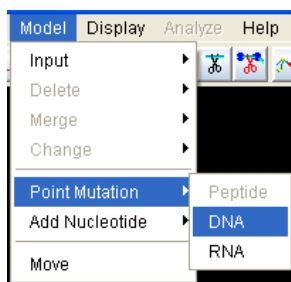 Model Display Analyze Help
Input
Delete
Merge
Change
Point Mutation Peptide
Add Nucleotide DNA
RNA
Move